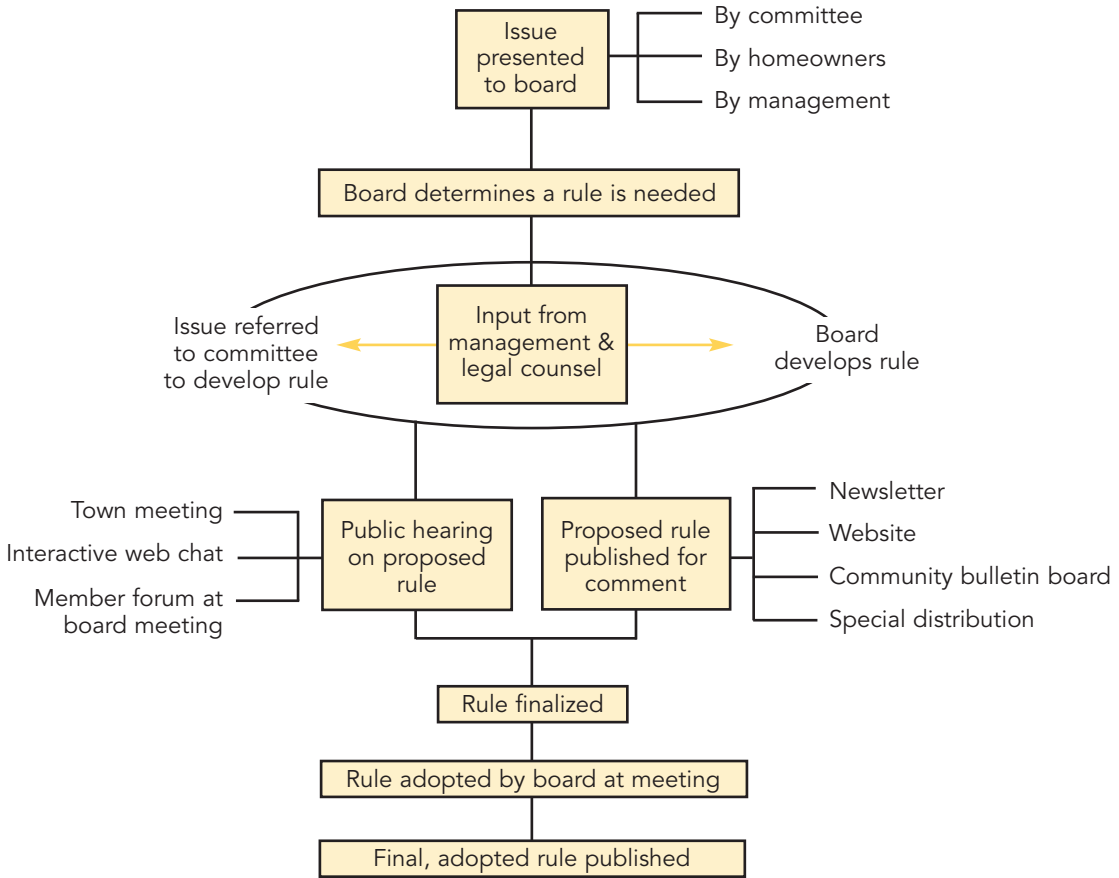 Issue
presented
to board
By committee
By homeowners
By management
Board determines a rule is needed
Issue referred
to committee
to develop rule
Input from
management &
legal counsel
Board
develops rule
Town meeting
Interactive web chat
Member forum at
board meeting
Public hearing
on proposed
rule
Proposed rule
published for
comment
Newsletter
Website
Community bulletin board
Special distribution
Rule finalized
Rule adopted by board at meeting
Final, adopted rule published